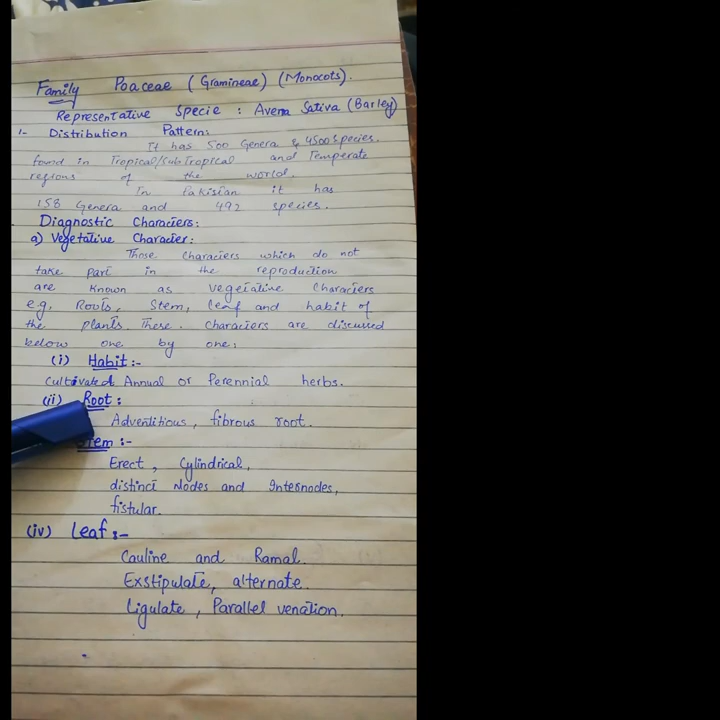 Family Poaceae (Gramineae) (Monocots).
Representative Specie : Avena Sativa (Barley)
1- Distribution Pattern:
It has 500 Genera & 4500 species.
found in Tropical/SubTropical and Temperate
regions of the world.
In Pakistan it has
158 Genera and 492 species.
Diagnostic Characters:
a) Vegetative Character:
Those characters which do not
take part in the reproduction
are known as vegetative characters
e.g. Roots, Stem, leaf and habit of
the plants. These characters are discussed
below one by one.
(i) Habit:-
Cultivated Annual or Perennial herbs.
(ii) Root:
Adventitious, fibrous root.
tem :-
Erect, Cylindrical,
distinct Nodes and Internodes,
fistular.
(iv) Leaf :-
Cauline and Ramal.
Exstipulate, alternate.
Ligulate, Parallel venation.